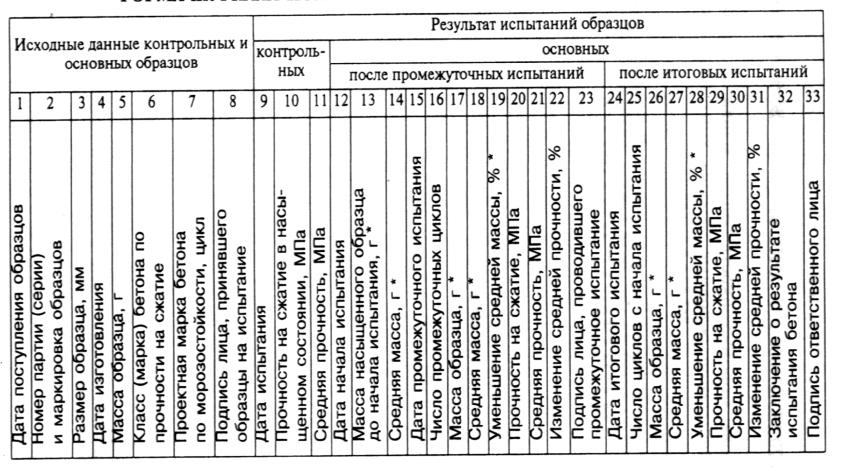 Результат испытаний образцов
Исходные данные контрольных и
основных образцов
контроль-
ных
основных
после промежуточных испытаний
после итоговых испытаний
1 2 3 4 5 6 7 8 9 10 11 12 13 14 15 16 17 18 19 20 21 22 23 24 25 26 27 28 29 30 31 32 33
Дата поступления образцов
Номер партии (серии)
и маркировка образцов
Размер образца, мм
Дата изготовления
Масса образца, г
Класс (марка) бетона по
прочности на сжатие
Проектная марка бетона
по морозостойкости, цикл
Подпись лица, принявшего
образцы на испытание
Дата испытания
Прочность на сжатие в насы-
щенном состоянии, МПа
Средняя прочность, МПа
Дата начала испытания
Масса насыщенного образца
до начала испытания, г *
Средняя масса, г *
Дата промежуточного испытания
Число промежуточных циклов
Масса образца, г *
Средняя масса, г *
Уменьшение средней массы, % *
Прочность на сжатие, МПа
Средняя прочность, МПа
Изменение средней прочности, %
Подпись лица, проводившего
промежуточное испытание
Дата итогового испытания
Число циклов с начала испытания
Масса образца, г *
Средняя масса, г *
Уменьшение средней массы, % *
Прочность на сжатие, МПа
Средняя прочность, МПа
Изменение средней прочности, %
Заключение о результате
испытания бетона
Подпись ответственного лица